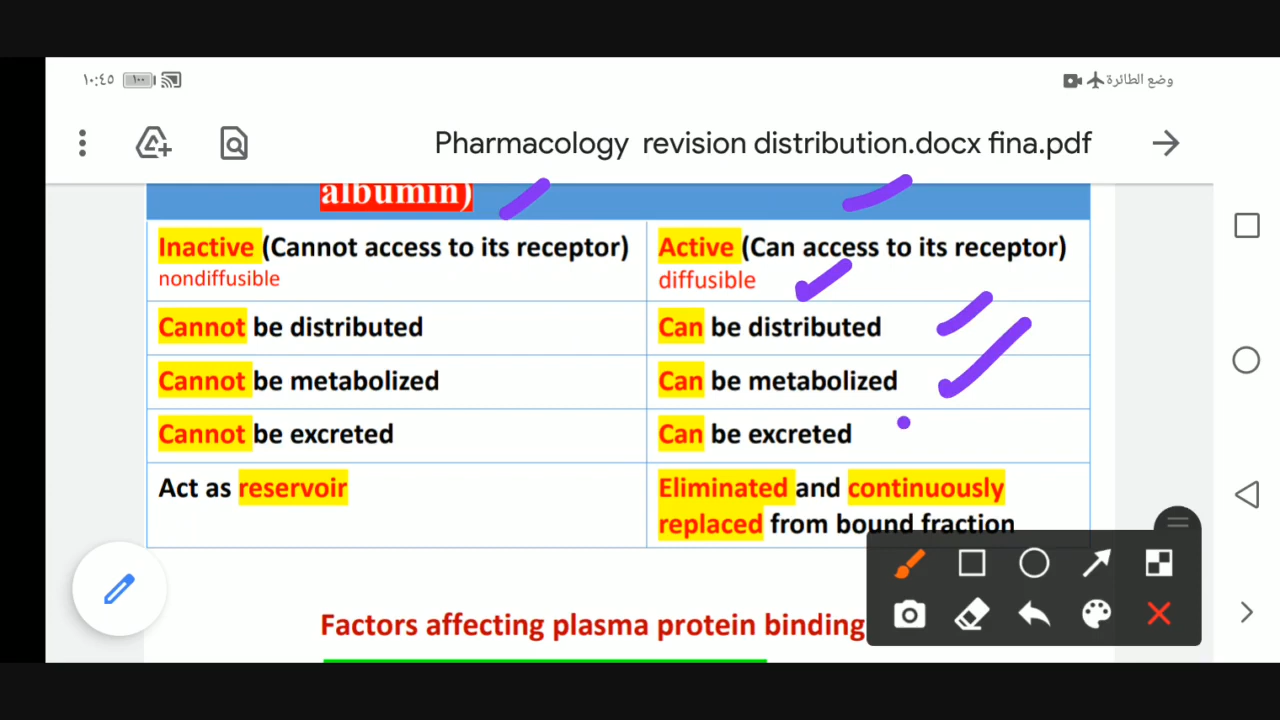 ١٠:٤٥ ١٠٠ وضع الطائرة
Pharmacology revision distribution.docx fina.pdf
albumin)
Inactive (Cannot access to its receptor)
nondiffusible
Active (Can access to its receptor)
diffusible
Cannot be distributed
Can be distributed
Cannot be metabolized
Can be metabolized
Cannot be excreted
Can be excreted
Act as reservoir
Eliminated and continuously
replaced from bound fraction
Factors affecting plasma protein binding